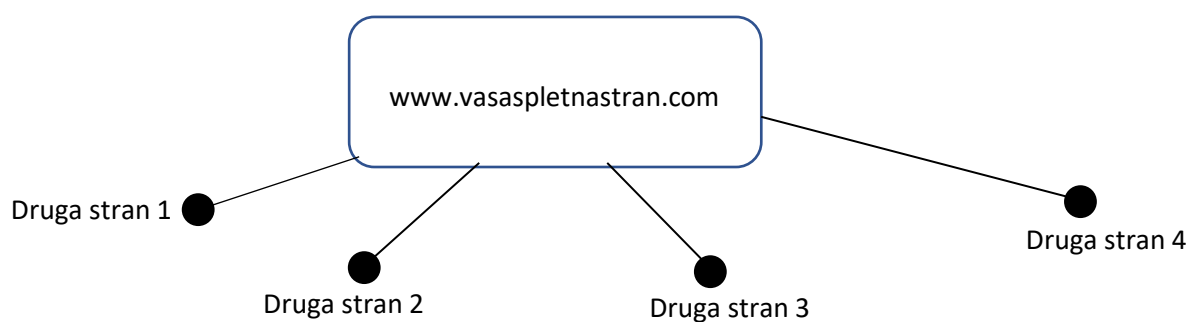 www.vasaspletnastran.com
Druga stran 1
Druga stran 2
Druga stran 3
Druga stran 4